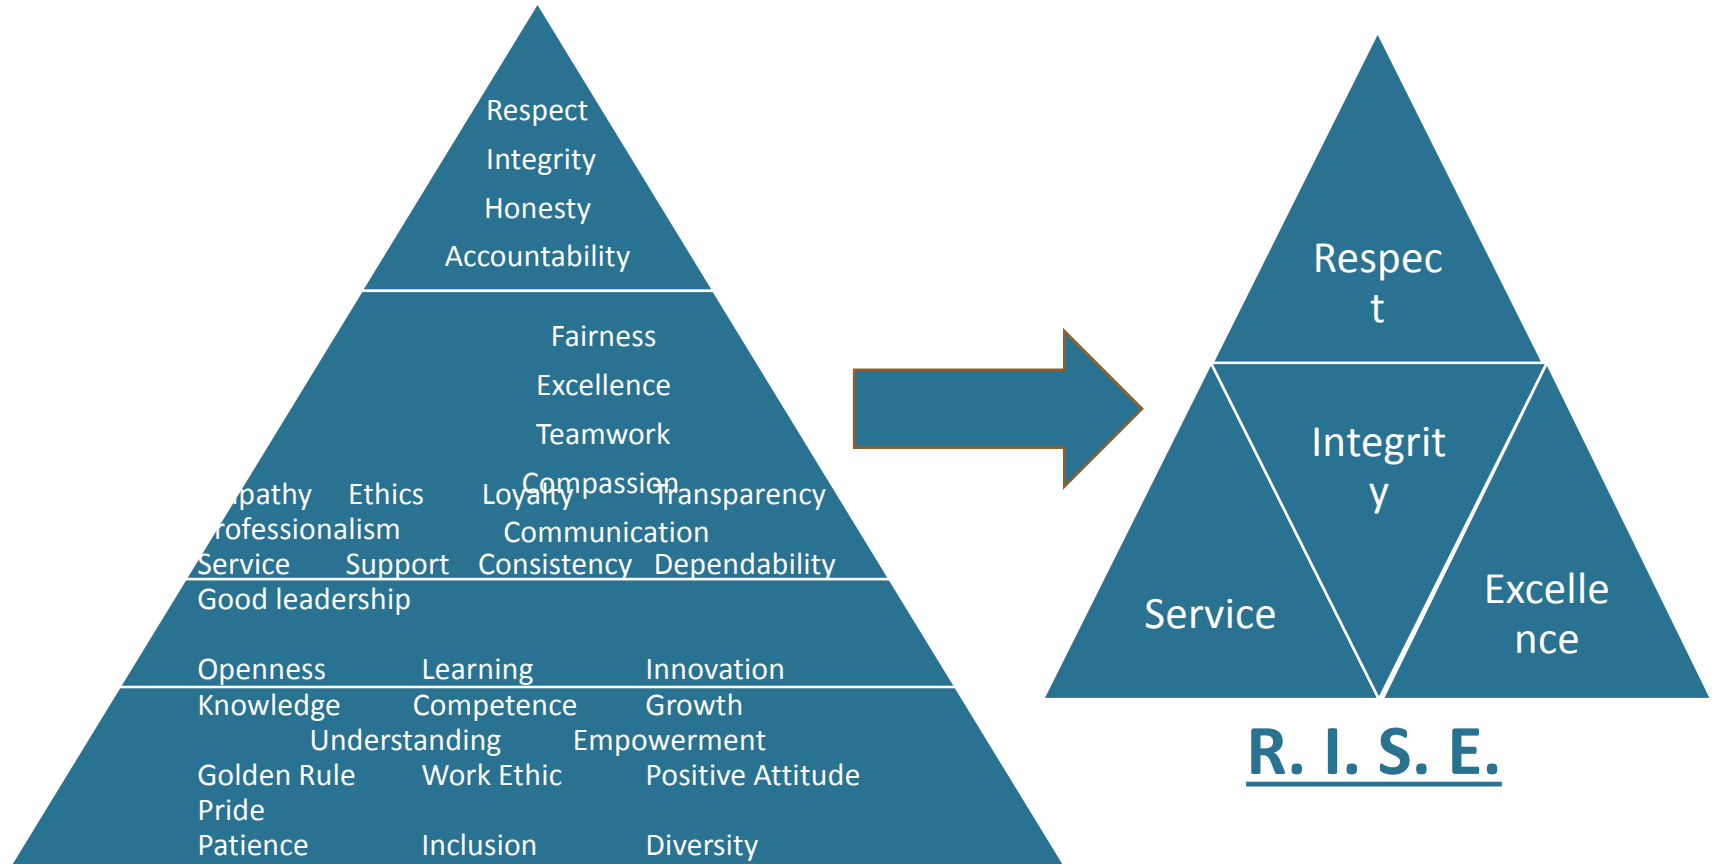 Respect
Integrity
Honesty
Accountability
Fairness
Excellence
Teamwork
Compassion
Ethics Loyalty Transparency
Communication
Service Support Consistency Dependability
Good leadership
Openness Learning Innovation
Knowledge Competence Growth
Understanding Empowerment
Golden Rule Work Ethic Positive Attitude
Pride
Patience Inclusion Diversity
Respec
t
Integrit
y
Service
Excelle
nce
R. I. S. E.